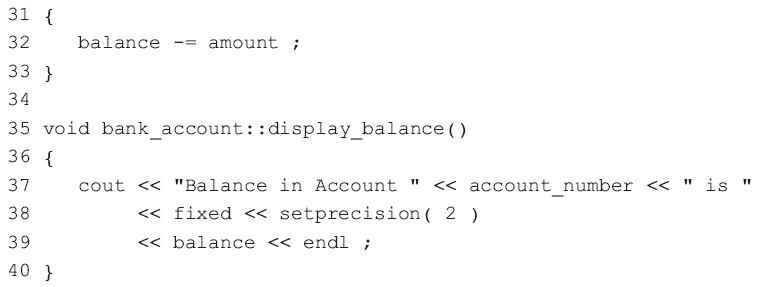 31 {
32    balance -= amount ;
33 }
34
35 void bank_account::display_balance()
36 {
37    cout << "Balance in Account " << account_number << " is "
38         << fixed << setprecision( 2 )
39         << balance << endl ;
40 }